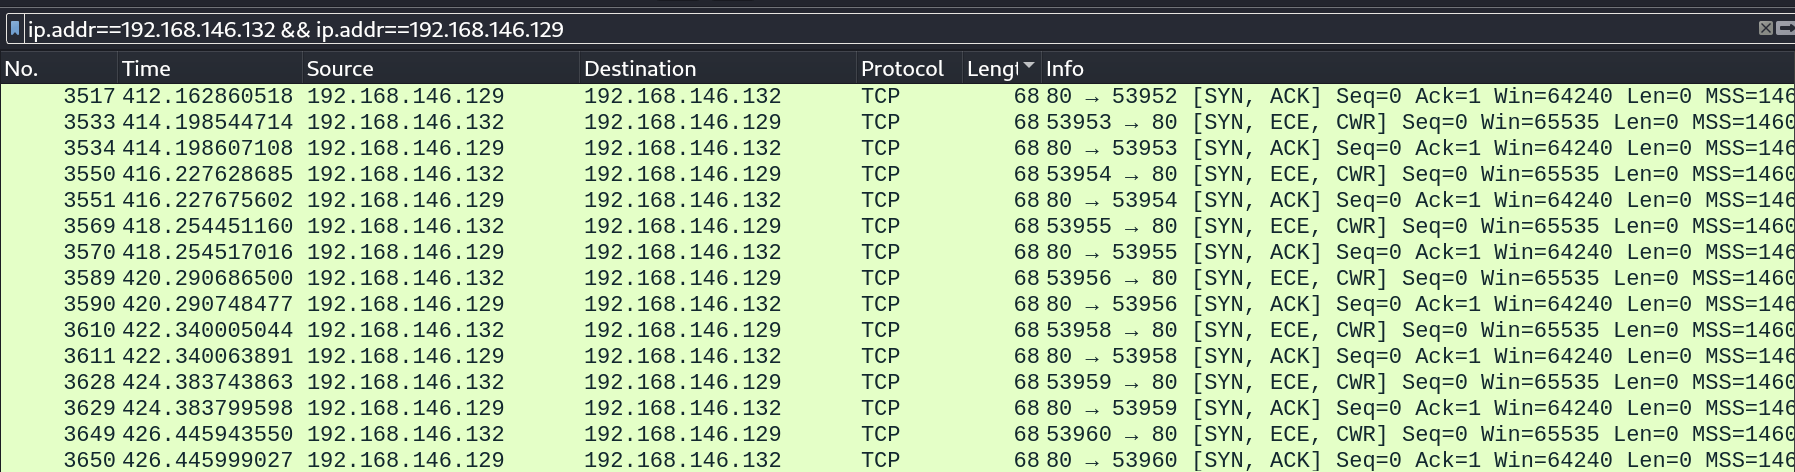 ip.addr==192.168.146.132 && ip.addr==192.168.146.129
No. Time Source Destination Protocol Lengt Info
3517 412.162860518 192.168.146.129 192.168.146.132 TCP 68 80 → 53952 [SYN, ACK] Seq=0 Ack=1 Win=64240 Len=0 MSS=146
3533 414.198544714 192.168.146.132 192.168.146.129 TCP 68 53953 → 80 [SYN, ECE, CWR] Seq=0 Win=65535 Len=0 MSS=1460
3534 414.198607108 192.168.146.129 192.168.146.132 TCP 68 80 → 53953 [SYN, ACK] Seq=0 Ack=1 Win=64240 Len=0 MSS=146
3550 416.227628685 192.168.146.132 192.168.146.129 TCP 68 53954 → 80 [SYN, ECE, CWR] Seq=0 Win=65535 Len=0 MSS=1460
3551 416.227675602 192.168.146.129 192.168.146.132 TCP 68 80 → 53954 [SYN, ACK] Seq=0 Ack=1 Win=64240 Len=0 MSS=146
3569 418.254451160 192.168.146.132 192.168.146.129 TCP 68 53955 → 80 [SYN, ECE, CWR] Seq=0 Win=65535 Len=0 MSS=1460
3570 418.254517016 192.168.146.129 192.168.146.132 TCP 68 80 → 53955 [SYN, ACK] Seq=0 Ack=1 Win=64240 Len=0 MSS=146
3589 420.290686500 192.168.146.132 192.168.146.129 TCP 68 53956 → 80 [SYN, ECE, CWR] Seq=0 Win=65535 Len=0 MSS=1460
3590 420.290748477 192.168.146.129 192.168.146.132 TCP 68 80 → 53956 [SYN, ACK] Seq=0 Ack=1 Win=64240 Len=0 MSS=146
3610 422.340005044 192.168.146.132 192.168.146.129 TCP 68 53958 → 80 [SYN, ECE, CWR] Seq=0 Win=65535 Len=0 MSS=1460
3611 422.340063891 192.168.146.129 192.168.146.132 TCP 68 80 → 53958 [SYN, ACK] Seq=0 Ack=1 Win=64240 Len=0 MSS=146
3628 424.383743863 192.168.146.132 192.168.146.129 TCP 68 53959 → 80 [SYN, ECE, CWR] Seq=0 Win=65535 Len=0 MSS=1460
3629 424.383799598 192.168.146.129 192.168.146.132 TCP 68 80 → 53959 [SYN, ACK] Seq=0 Ack=1 Win=64240 Len=0 MSS=146
3649 426.445943550 192.168.146.132 192.168.146.129 TCP 68 53960 → 80 [SYN, ECE, CWR] Seq=0 Win=65535 Len=0 MSS=1460
3650 426.445999027 192.168.146.129 192.168.146.132 TCP 68 80 → 53960 [SYN, ACK] Seq=0 Ack=1 Win=64240 Len=0 MSS=146